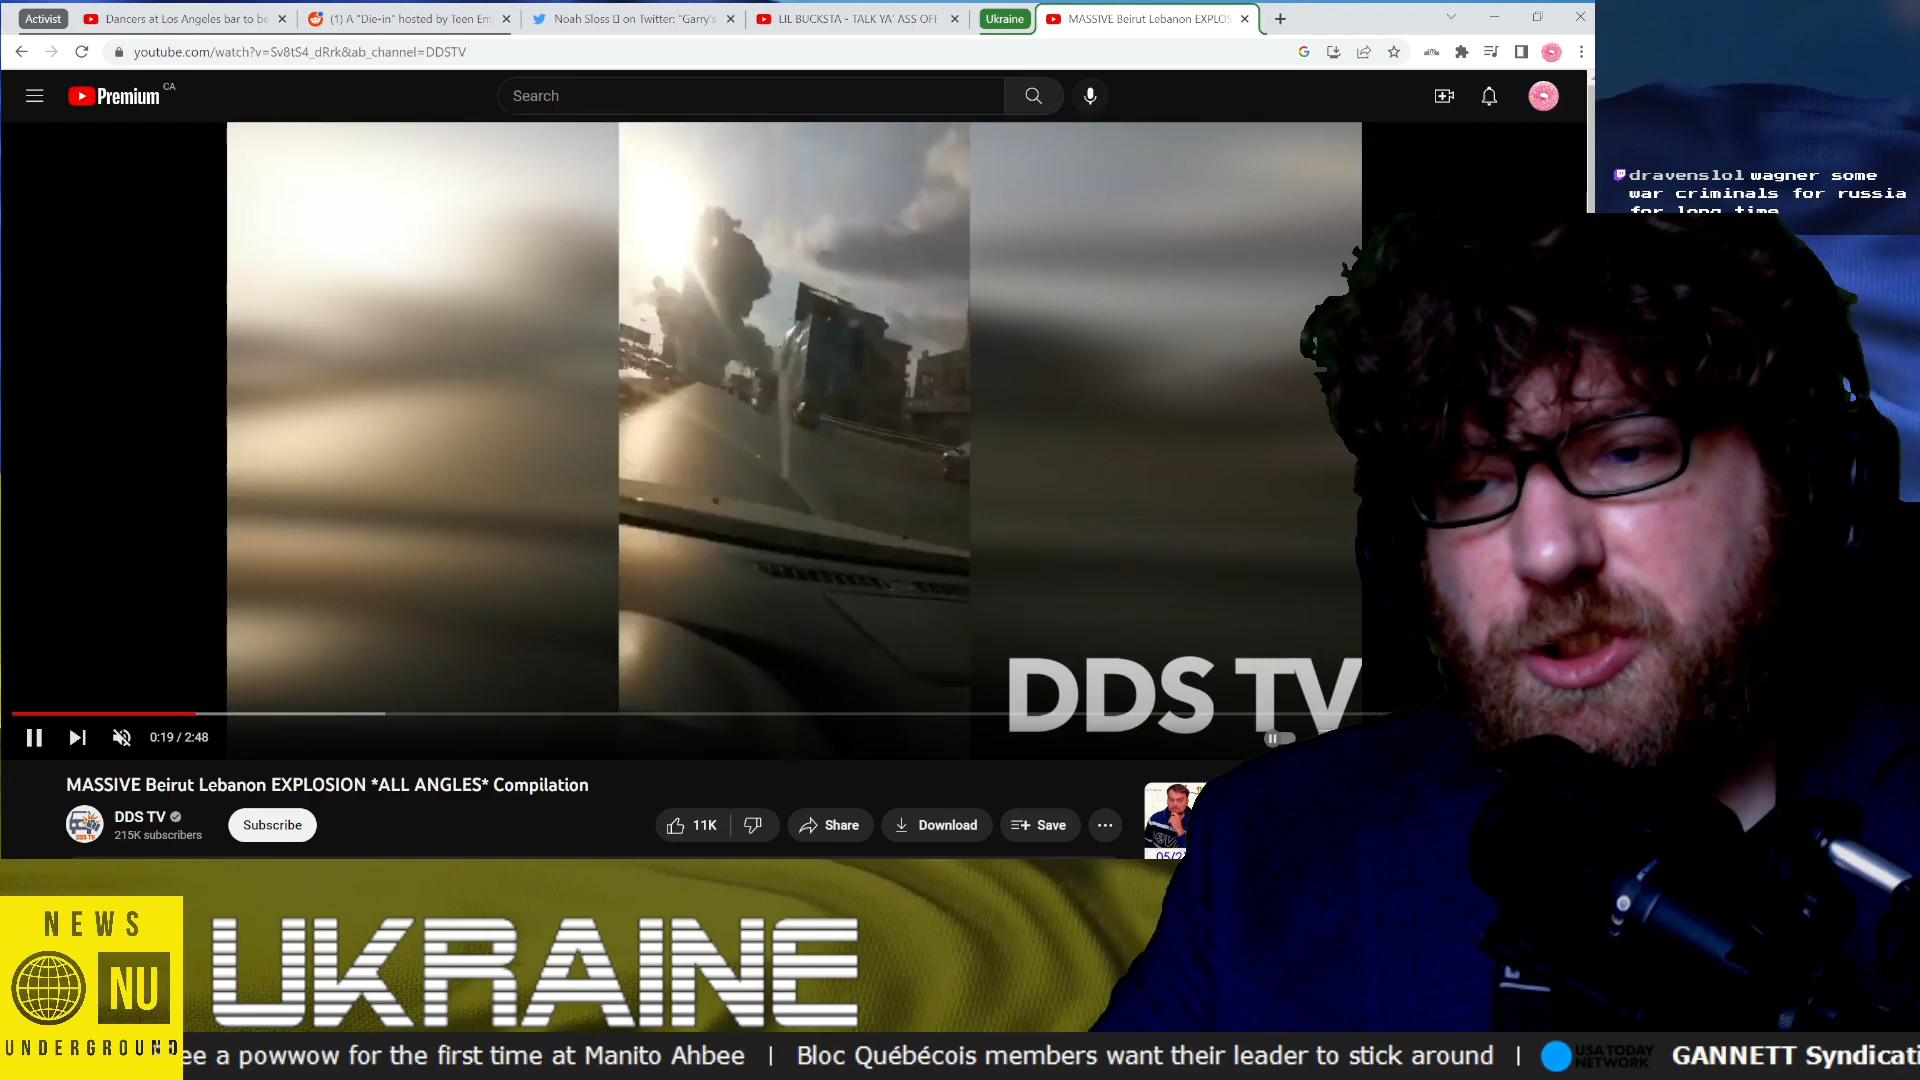 Activist
Dancers at Los Angeles bar to be
(1) A "Die-in" hosted by Teen Em
Noah Sloss on Twitter: "Garry's
LIL BUCKSTA - TALK YA' ASS OFF
Ukraine
MASSIVE Beirut Lebanon EXPLOS
youtube.com/watch?v=Sv8tS4_dRrk&ab_channel=DDSTV
Premium CA
Search
dravenslol wagner some
war criminals for russia
for long time
DDS TV
0:19 / 2:48
MASSIVE Beirut Lebanon EXPLOSION *ALL ANGLES* Compilation
DDS TV
215K subscribers
Subscribe
11K
Share
Download
Save
NEWS
NU
UNDERGROUND
UKRAINE
ee a powwow for the first time at Manito Ahbee | Bloc Québécois members want their leader to stick around | USA TODAY NETWORK GANNETT Syndicati